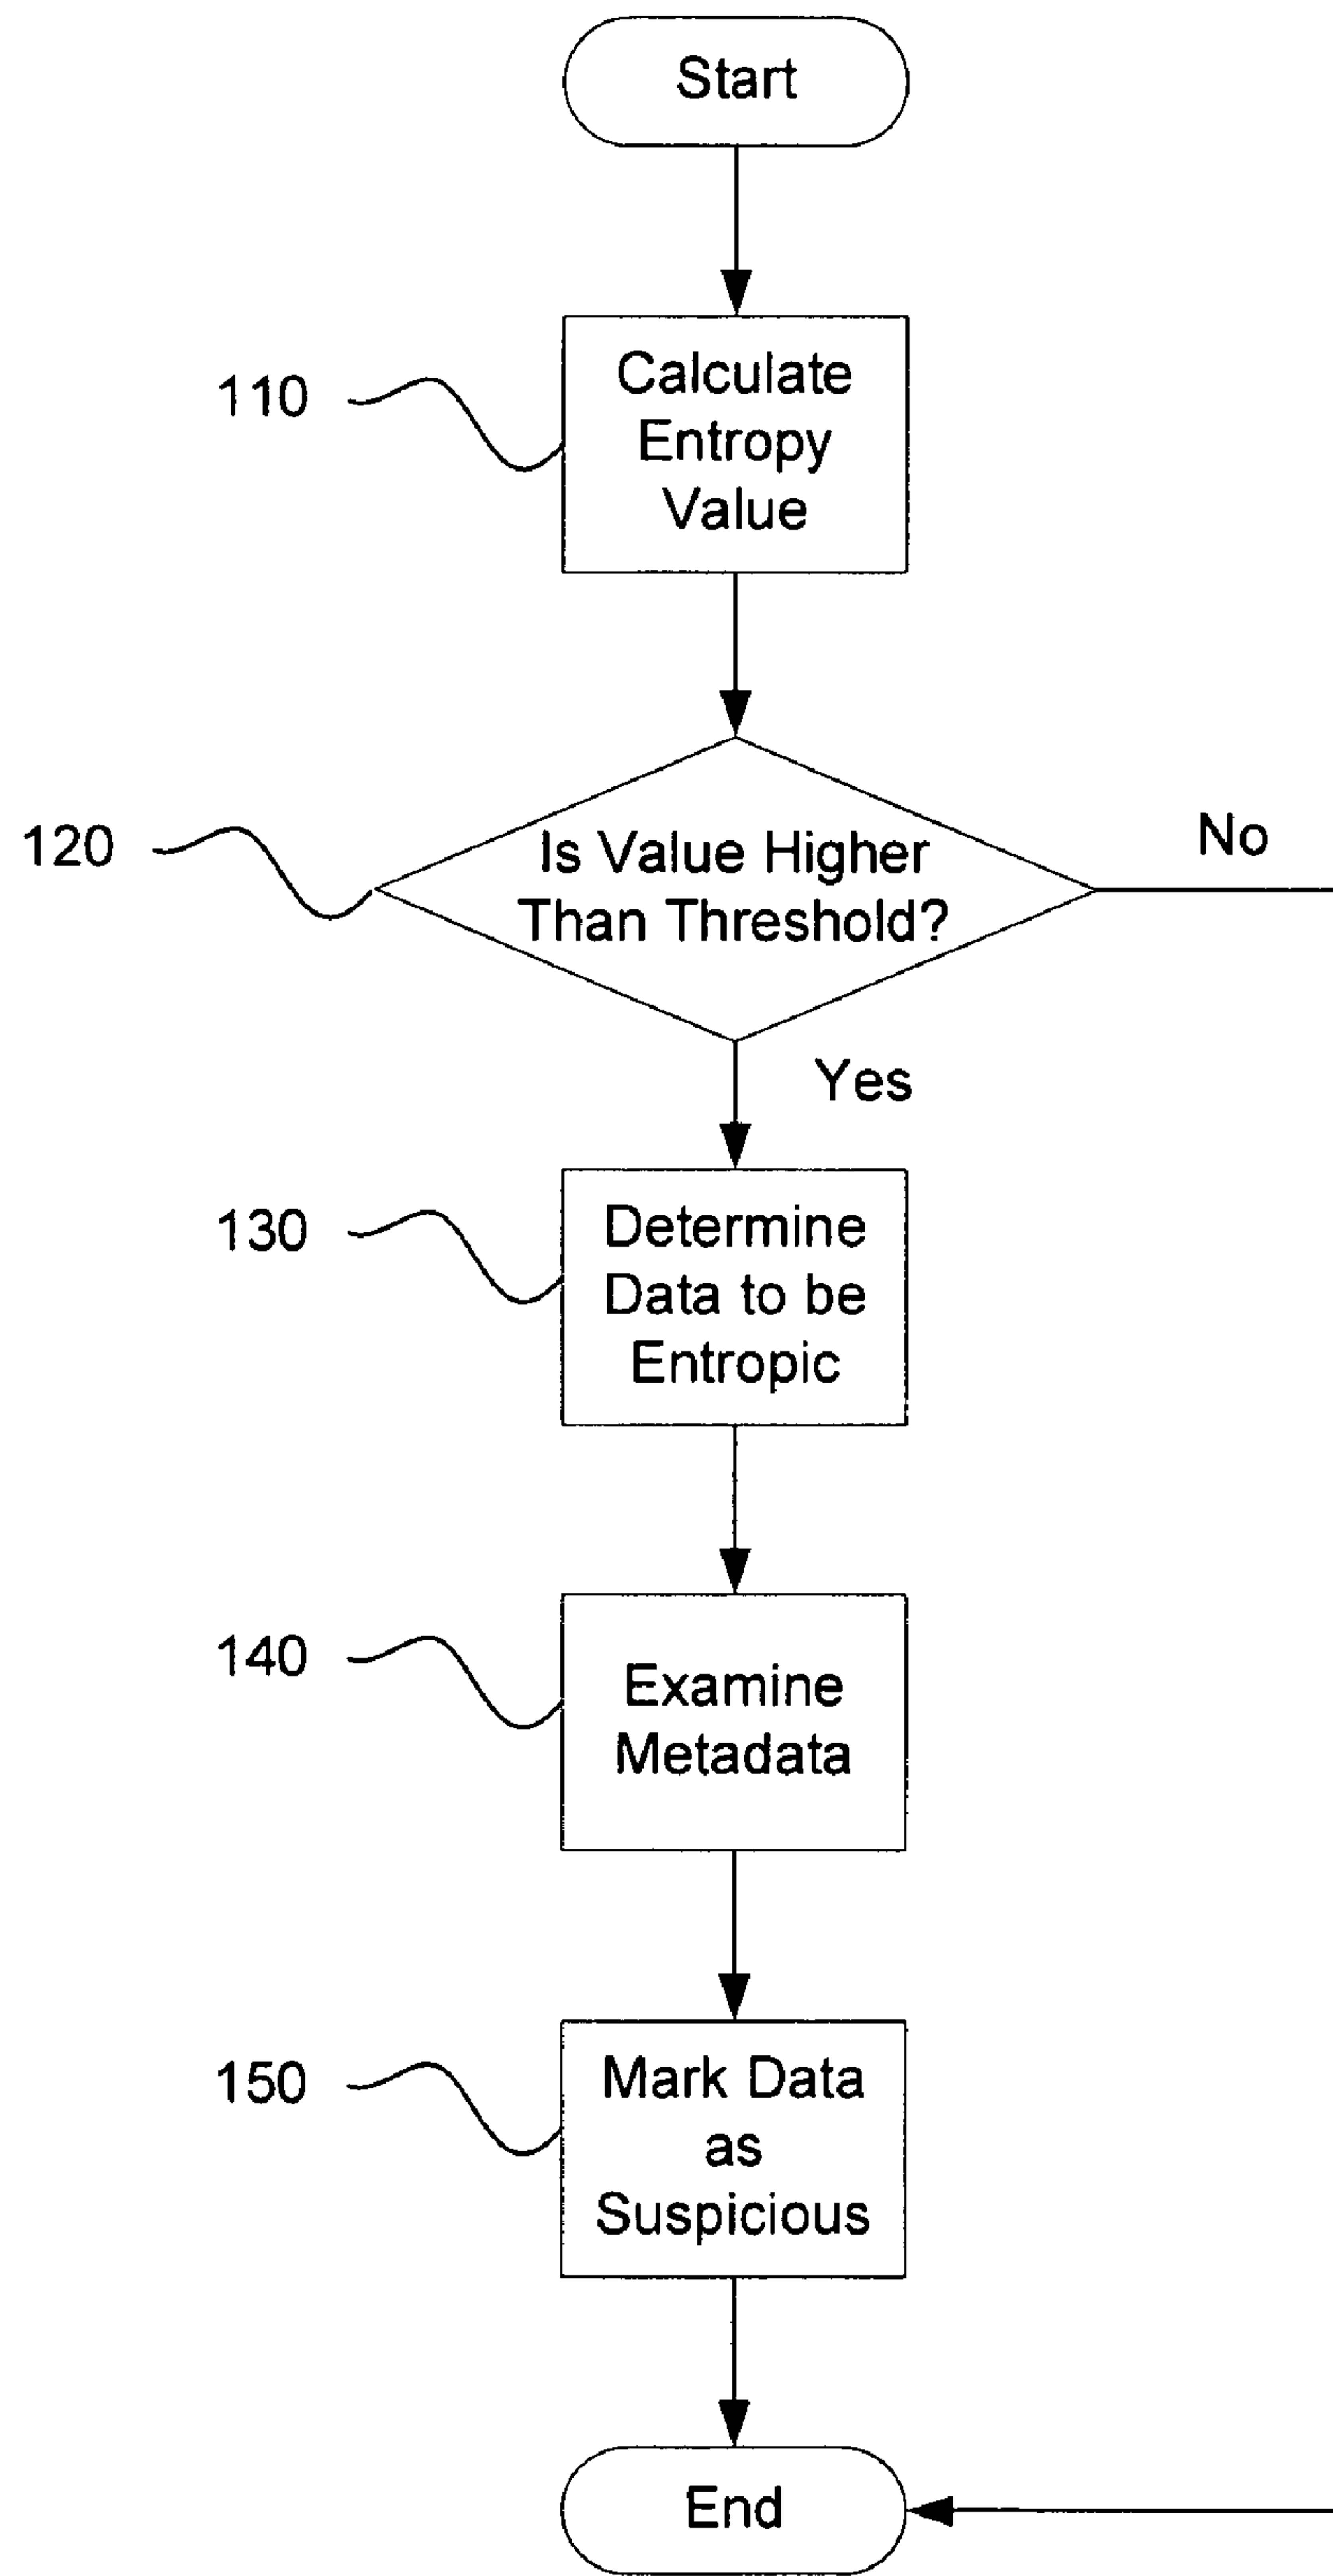 Start
110
Calculate
Entropy
Value
120
Is Value Higher
Than Threshold?
No
Yes
130
Determine
Data to be
Entropic
140
Examine
Metadata
150
Mark Data
as
Suspicious
End